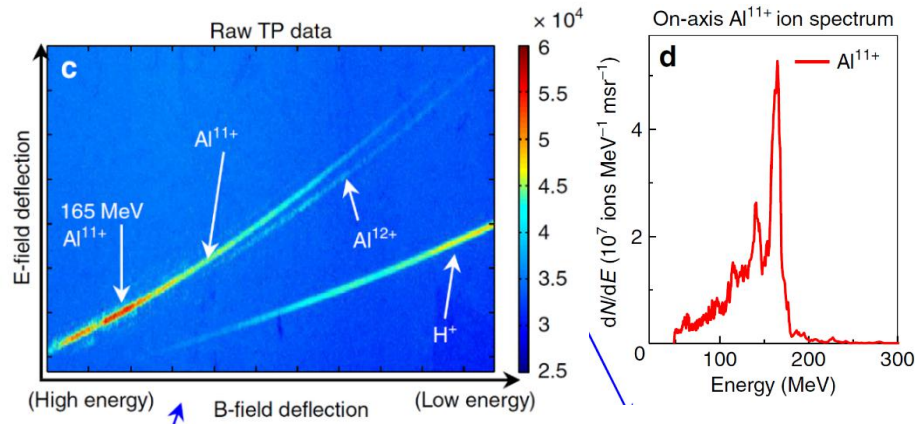 Raw TP data
c
E-field deflection
Al¹¹⁺
165 MeV
Al¹¹⁺
Al¹²⁺
H⁺
(High energy)
B-field deflection
(Low energy)
× 10⁴
6
5.5
5
4.5
4
3.5
3
2.5
On-axis Al¹¹⁺ ion spectrum
d
Al¹¹⁺
dN/dE (10⁷ ions MeV⁻¹ msr⁻¹)
4
2
0
100
200
300
Energy (MeV)